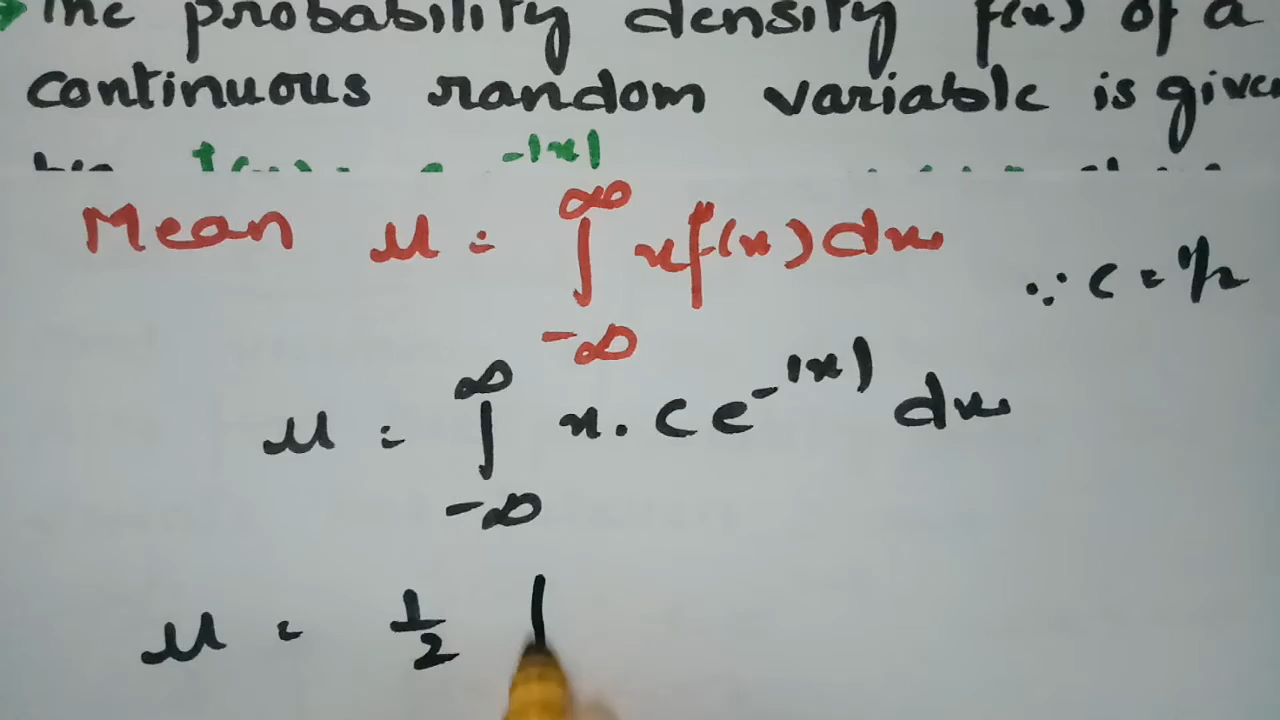 The probability density f(x) of a
continuous random variable is given
-|x|
Mean μ = ∫_{-∞}^{∞} x f(x) dx
∵ c = 1/2
μ = ∫_{-∞}^{∞} x . c e^{-|x|} dx
μ = 1/2